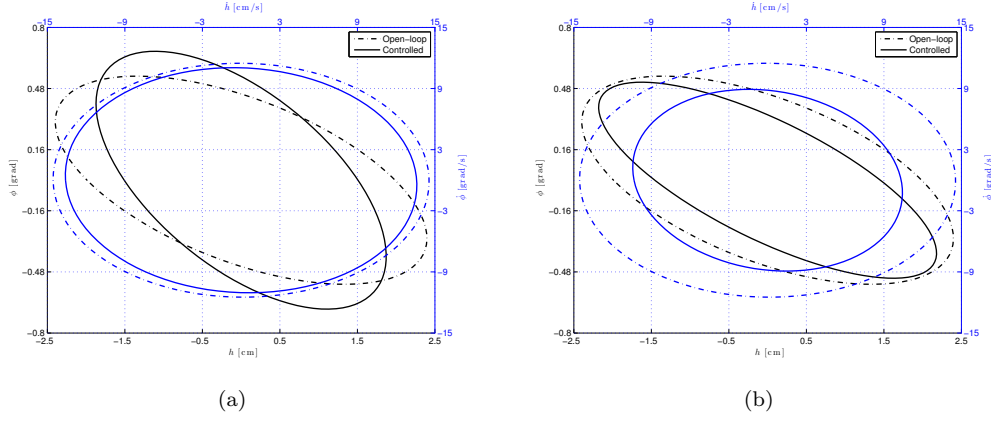 ḣ [cm/s]
-15 -9 -3 3 9 15
Open-loop
Controlled
0.8
0.48
0.16
-0.16
-0.48
-0.8
ϕ [grad]
15
9
3
-3
-9
-15
ϕ̇ [grad/s]
-2.5 -1.5 -0.5 0.5 1.5 2.5
h [cm]
(a)
ḣ [cm/s]
-15 -9 -3 3 9 15
Open-loop
Controlled
0.8
0.48
0.16
-0.16
-0.48
-0.8
ϕ [grad]
15
9
3
-3
-9
-15
ϕ̇ [grad/s]
-2.5 -1.5 -0.5 0.5 1.5 2.5
h [cm]
(b)